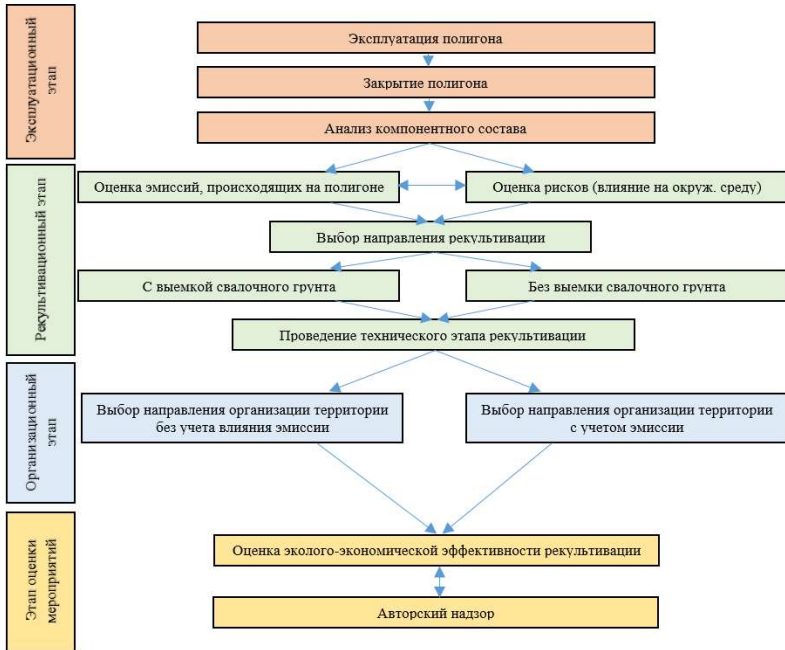 Эксплуатационный
этап
Эксплуатация полигона
Закрытие полигона
Анализ компонентного состава
Рекультивационный этап
Оценка эмиссий, происходящих на полигоне
Оценка рисков (влияние на окруж. среду)
Выбор направления рекультивации
С выемкой свалочного грунта
Без выемки свалочного грунта
Проведение технического этапа рекультивации
Организационный
этап
Выбор направления организации территории
без учета влияния эмиссии
Выбор направления организации территории
с учетом эмиссии
Этап оценки
мероприятий
Оценка эколого-экономической эффективности рекультивации
Авторский надзор